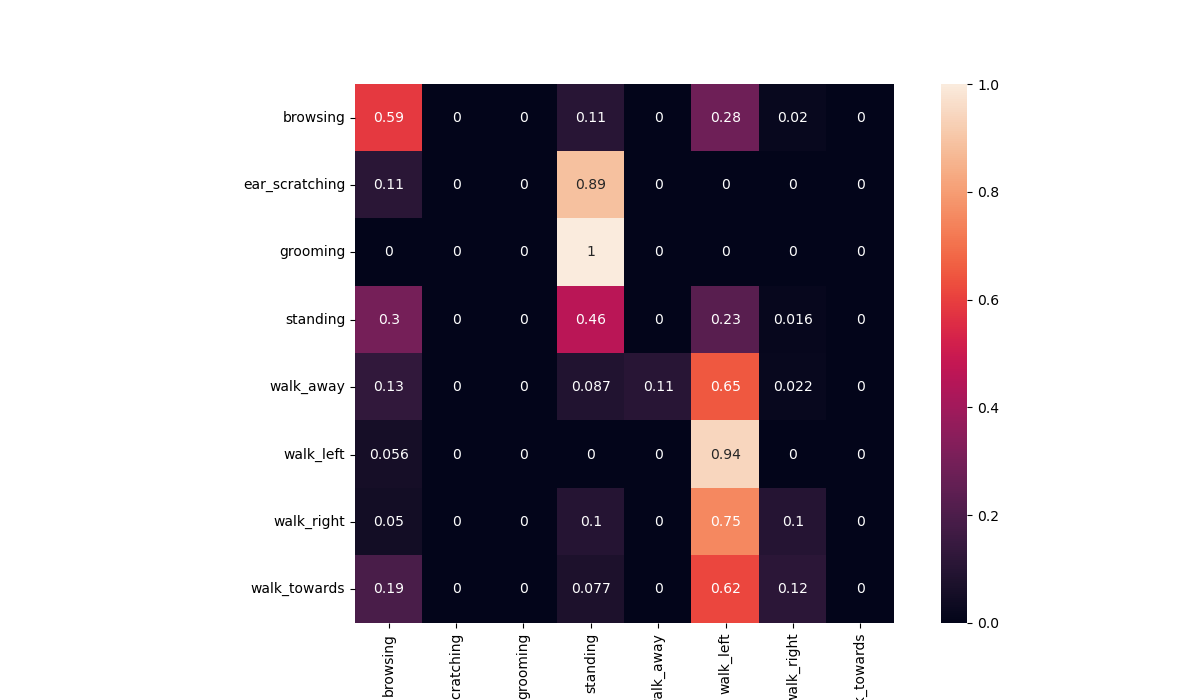 browsing 0.59 0 0 0.11 0 0.28 0.02 0
ear_scratching 0.11 0 0 0.89 0 0 0 0
grooming 0 0 0 1 0 0 0 0
standing 0.3 0 0 0.46 0 0.23 0.016 0
walk_away 0.13 0 0 0.087 0.11 0.65 0.022 0
walk_left 0.056 0 0 0 0 0.94 0 0
walk_right 0.05 0 0 0.1 0 0.75 0.1 0
walk_towards 0.19 0 0 0.077 0 0.62 0.12 0
browsing
cratching
grooming
standing
alk_away
walk_left
walk_right
k_towards
1.0
0.8
0.6
0.4
0.2
0.0